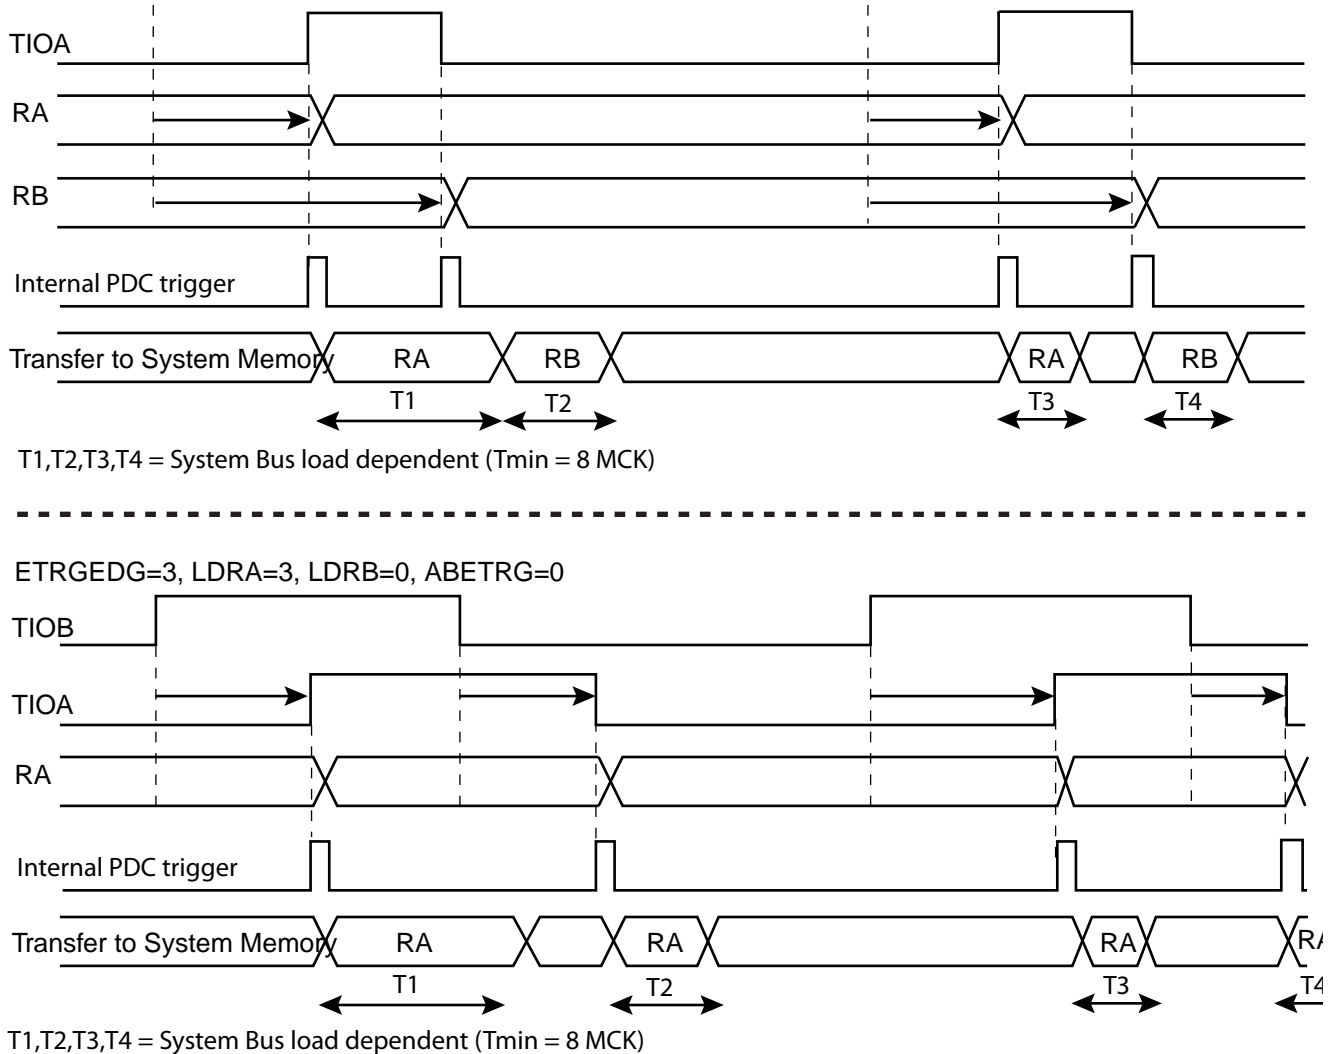 TIOA
RA
RB
Internal PDC trigger
Transfer to System Memory RA RB RA RB
T1 T2 T3 T4
T1,T2,T3,T4 = System Bus load dependent (Tmin = 8 MCK)
ETRGEDG=3, LDRA=3, LDRB=0, ABETRG=0
TIOB
TIOA
RA
Internal PDC trigger
Transfer to System Memory RA RA RA RA
T1 T2 T3 T4
T1,T2,T3,T4 = System Bus load dependent (Tmin = 8 MCK)